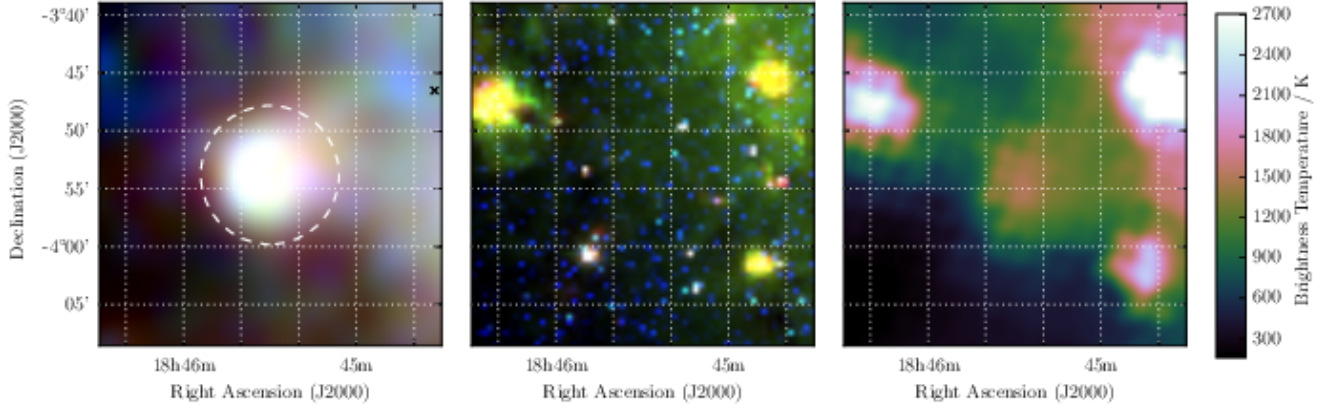 -3°40'
45'
50'
55'
-4°00'
05'
Declination (J2000)
18h46m 45m
Right Ascension (J2000)
18h46m 45m
Right Ascension (J2000)
18h46m 45m
Right Ascension (J2000)
2700
2400
2100
1800
1500
1200
900
600
300
Brightness Temperature / K